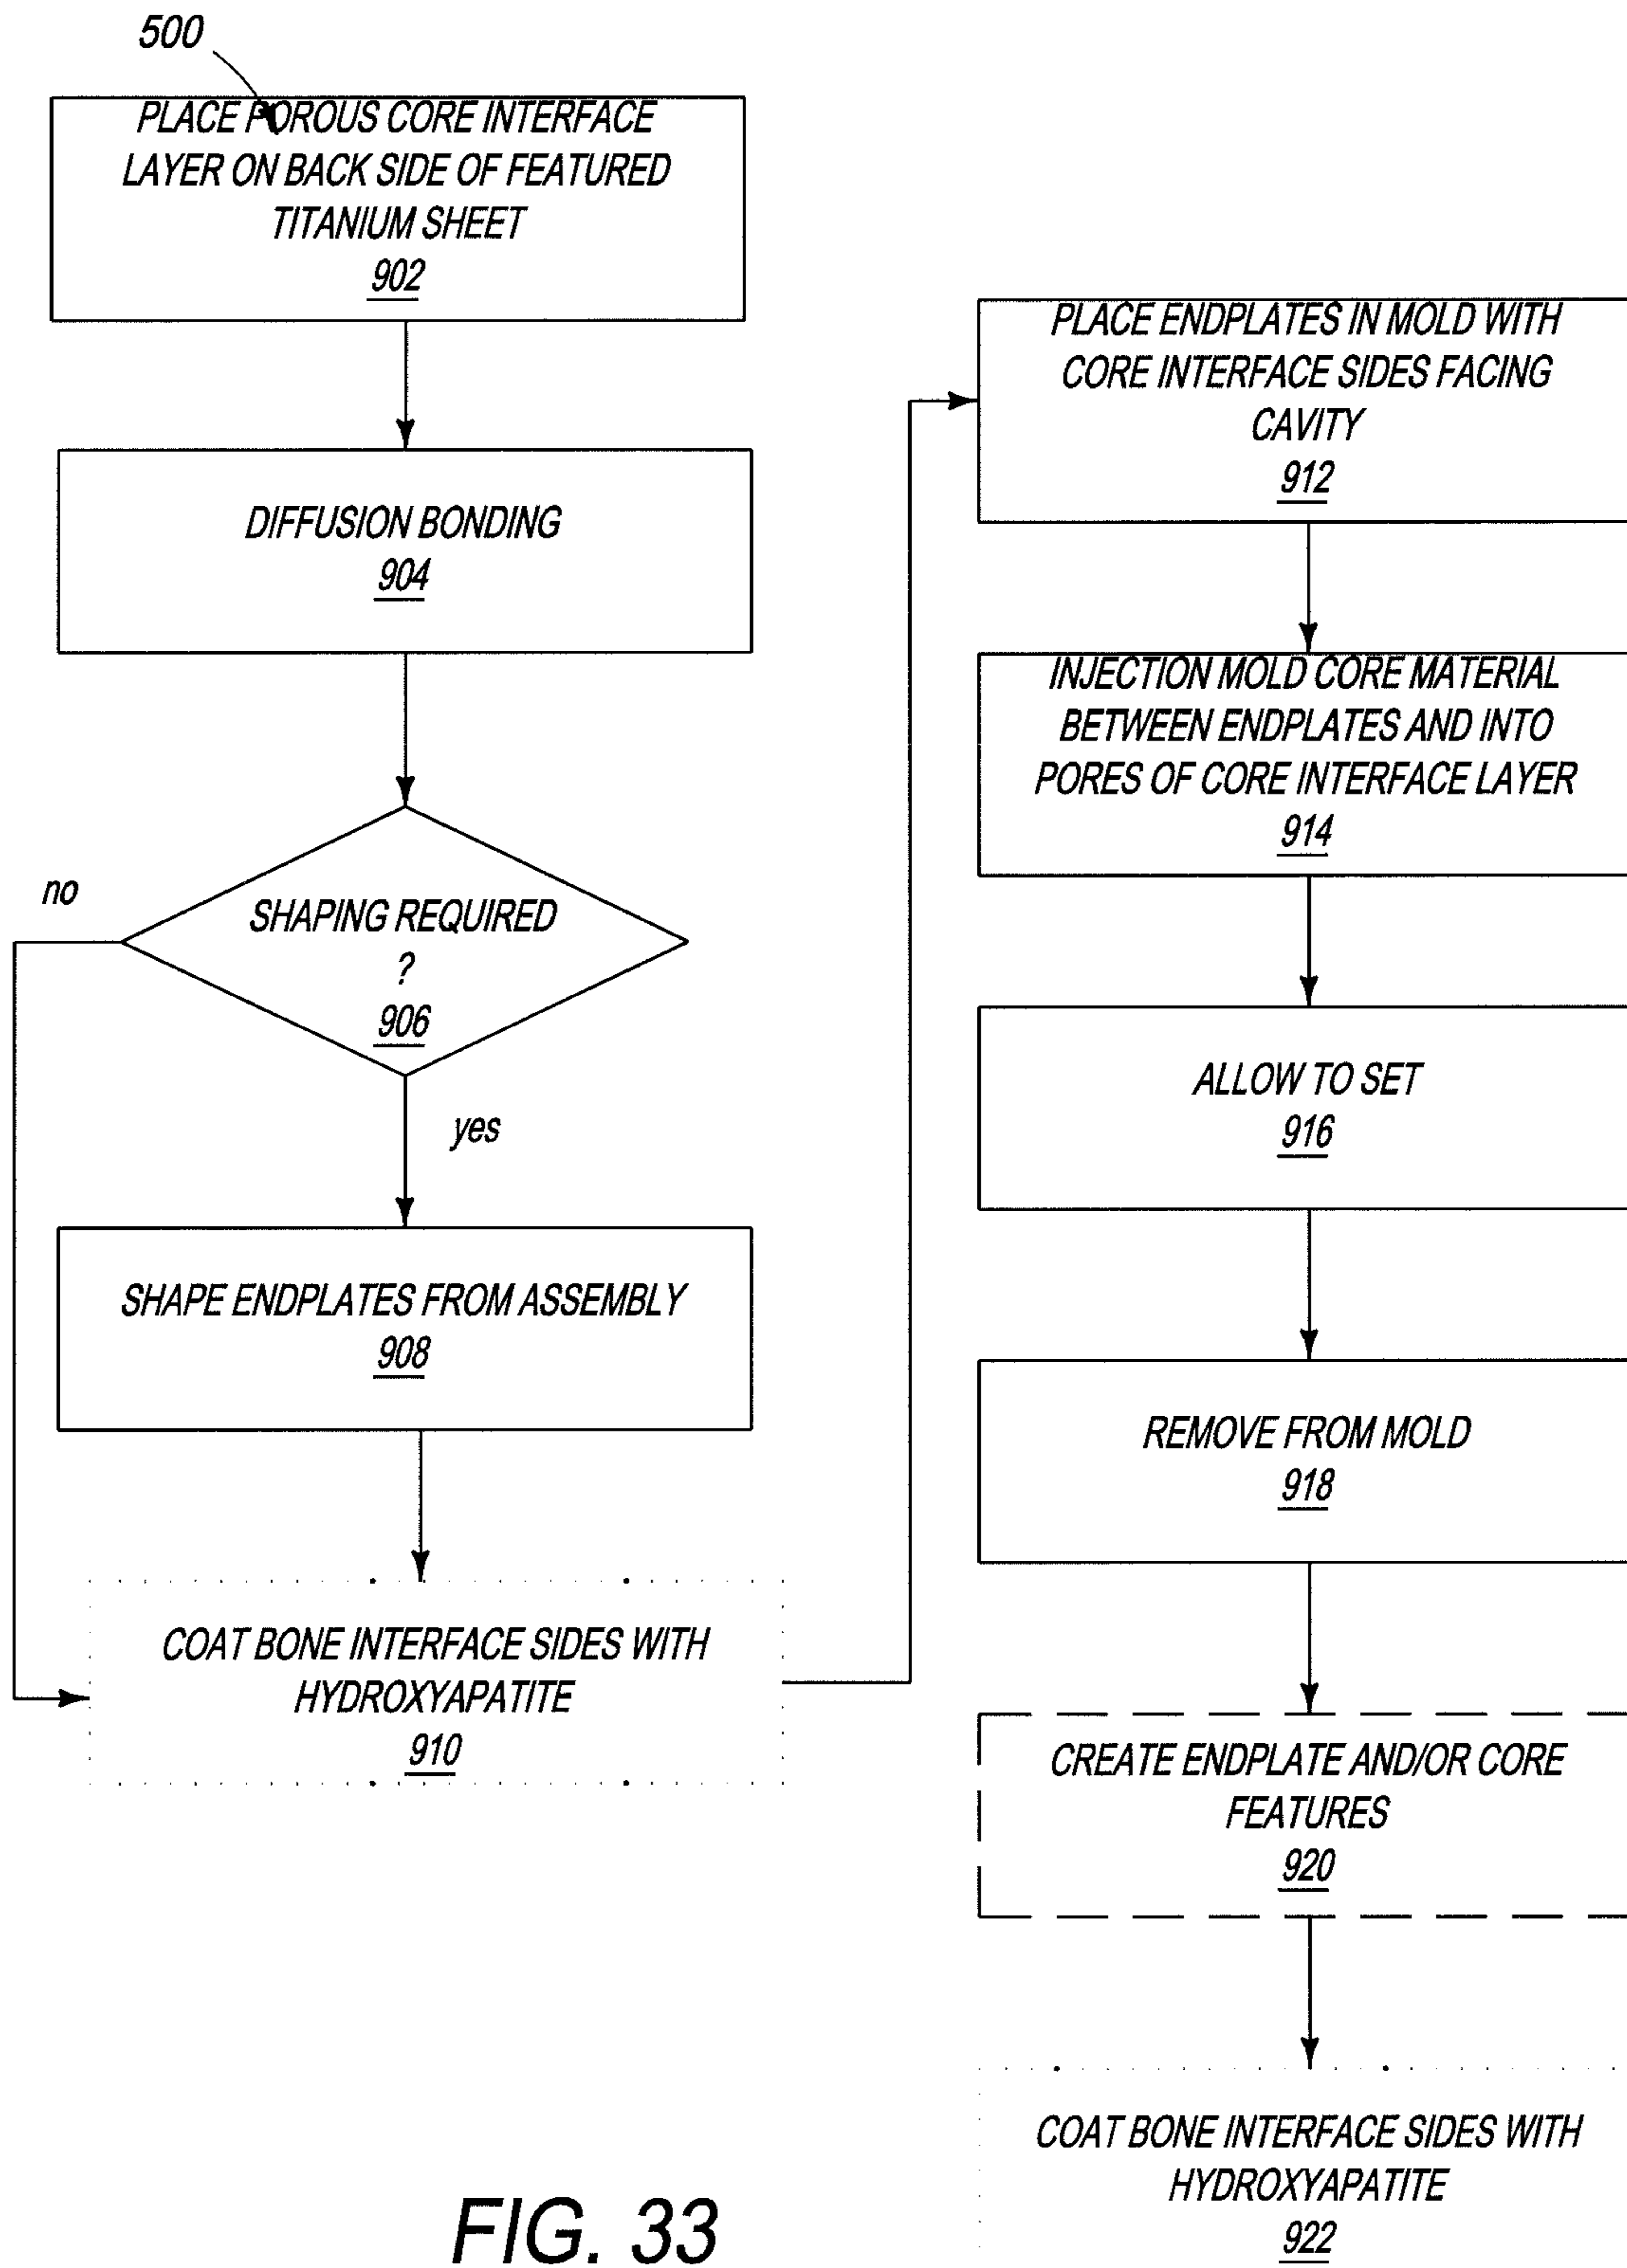 500
PLACE POROUS CORE INTERFACE
LAYER ON BACK SIDE OF FEATURED
TITANIUM SHEET
902
DIFFUSION BONDING
904
no
SHAPING REQUIRED
?
906
yes
SHAPE ENDPLATES FROM ASSEMBLY
908
COAT BONE INTERFACE SIDES WITH
HYDROXYAPATITE
910
PLACE ENDPLATES IN MOLD WITH
CORE INTERFACE SIDES FACING
CAVITY
912
INJECTION MOLD CORE MATERIAL
BETWEEN ENDPLATES AND INTO
PORES OF CORE INTERFACE LAYER
914
ALLOW TO SET
916
REMOVE FROM MOLD
918
CREATE ENDPLATE AND/OR CORE
FEATURES
920
COAT BONE INTERFACE SIDES WITH
HYDROXYAPATITE
922
FIG. 33